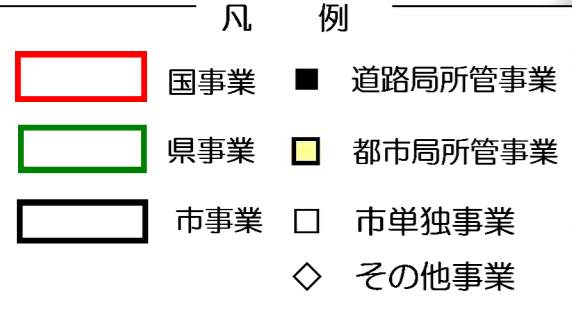 凡 例
国事業 ■ 道路局所管事業
県事業 都市局所管事業
市事業 □ 市単独事業
◇ その他事業